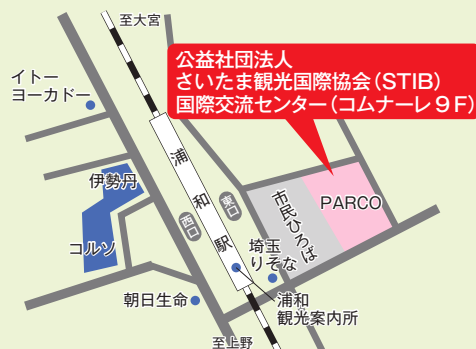 至大宮
公益社団法人
さいたま観光国際協会(STIB)
国際交流センター(コムナーレ9F)
イトー
ヨーカドー
伊勢丹
浦和駅
東口
西口
市民ひろば
PARCO
コルソ
埼玉
りそな
朝日生命
浦和
観光案内所
至上野